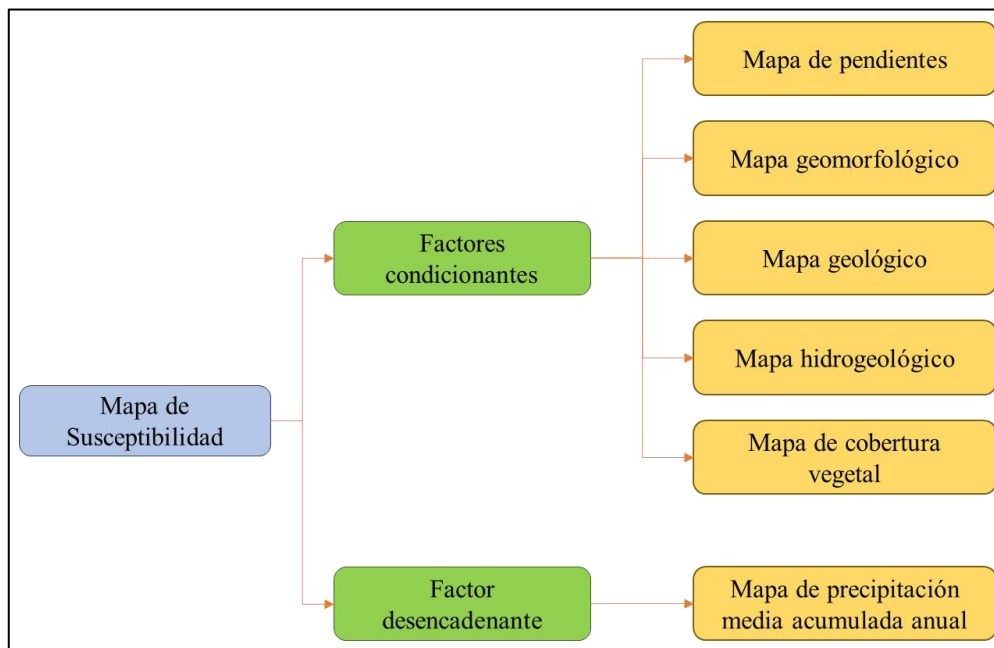 Mapa de
Susceptibilidad
Factores
condicionantes
Mapa de pendientes
Mapa geomorfológico
Mapa geológico
Mapa hidrogeológico
Mapa de cobertura
vegetal
Factor
desencadenante
Mapa de precipitación
media acumulada anual